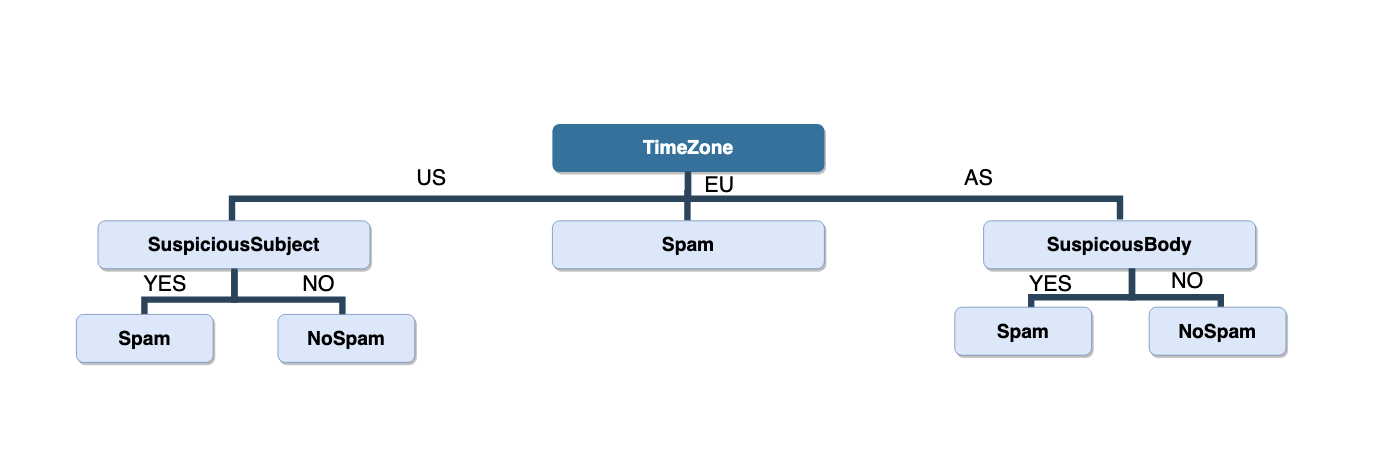 TimeZone
US
EU
AS
SuspiciousSubject
Spam
SuspicousBody
YES
NO
YES
NO
Spam
NoSpam
Spam
NoSpam